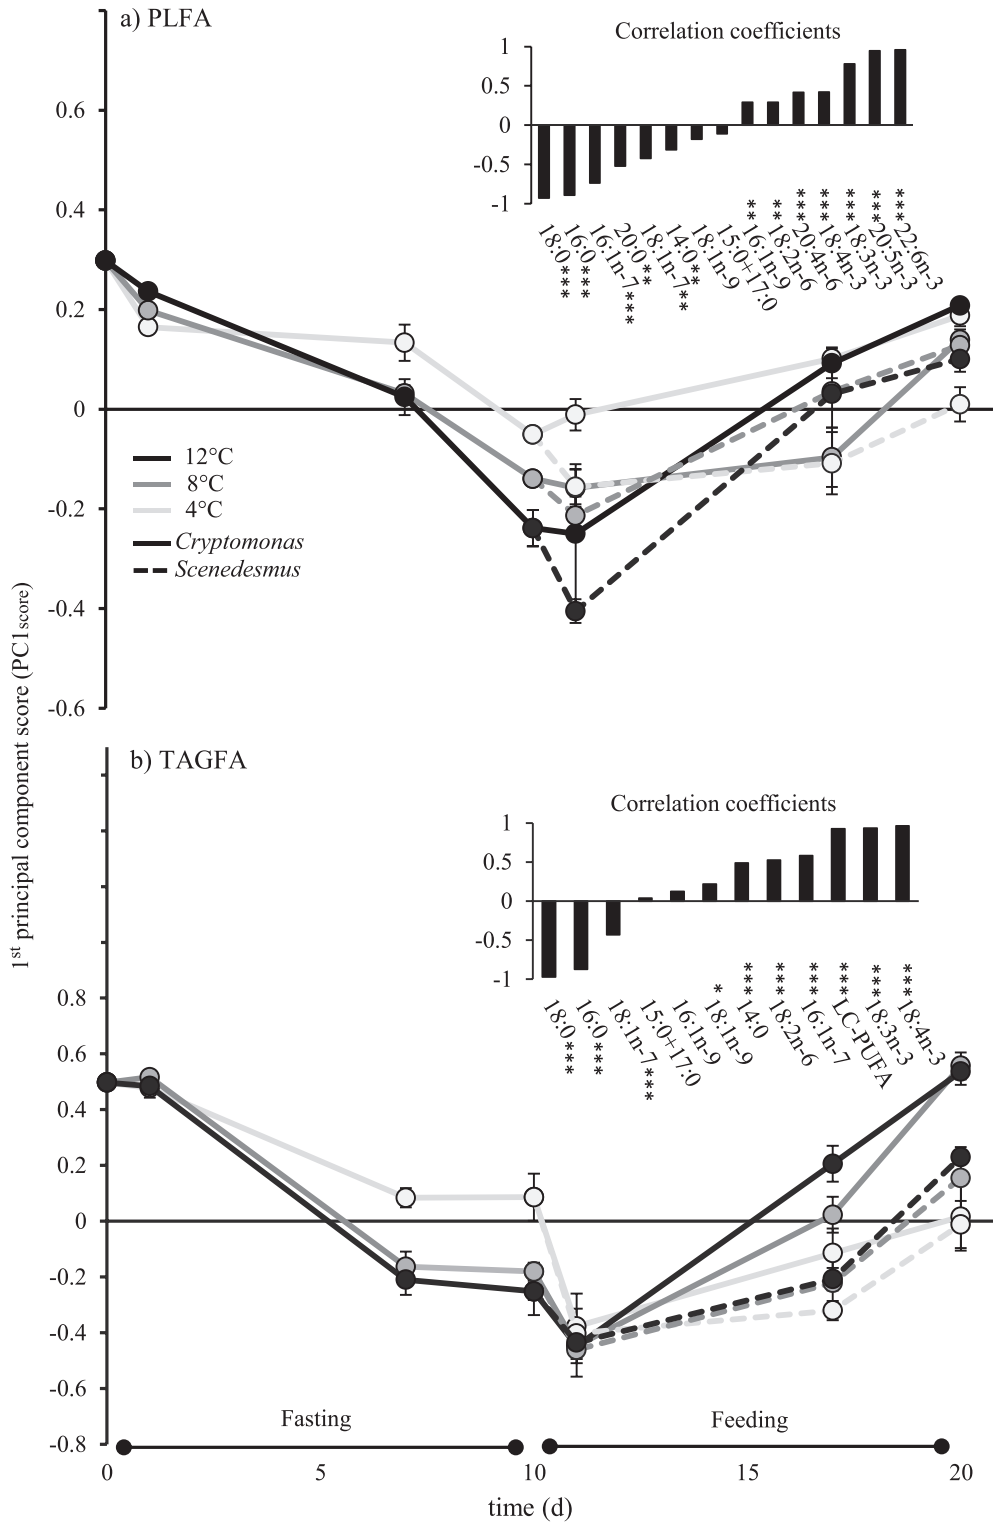 a) PLFA
Correlation coefficients
1
0.5
0
-0.5
-1
18:0***
16:0***
16:1n-7***
20:0**
18:1n-7**
14:0**
18:1n-9
15:0+17:0
**16:1n-9
**18:2n-6
***20:4n-6
***18:4n-3
***18:3n-3
***20:5n-3
***22:6n-3
0.6
0.4
0.2
0
-0.2
-0.4
-0.6
12°C
8°C
4°C
Cryptomonas
Scenedesmus
1st principal component score (PC1score)
b) TAGFA
Correlation coefficients
1
0.5
0
-0.5
-1
18:0***
16:0***
18:1n-7***
15:0+17:0
16:1n-9
*18:1n-9
***14:0
***18:2n-6
***16:1n-7
***LC-PUFA
***18:3n-3
***18:4n-3
0.8
0.6
0.4
0.2
0
-0.2
-0.4
-0.6
-0.8
Fasting
Feeding
0 5 10 15 20
time (d)